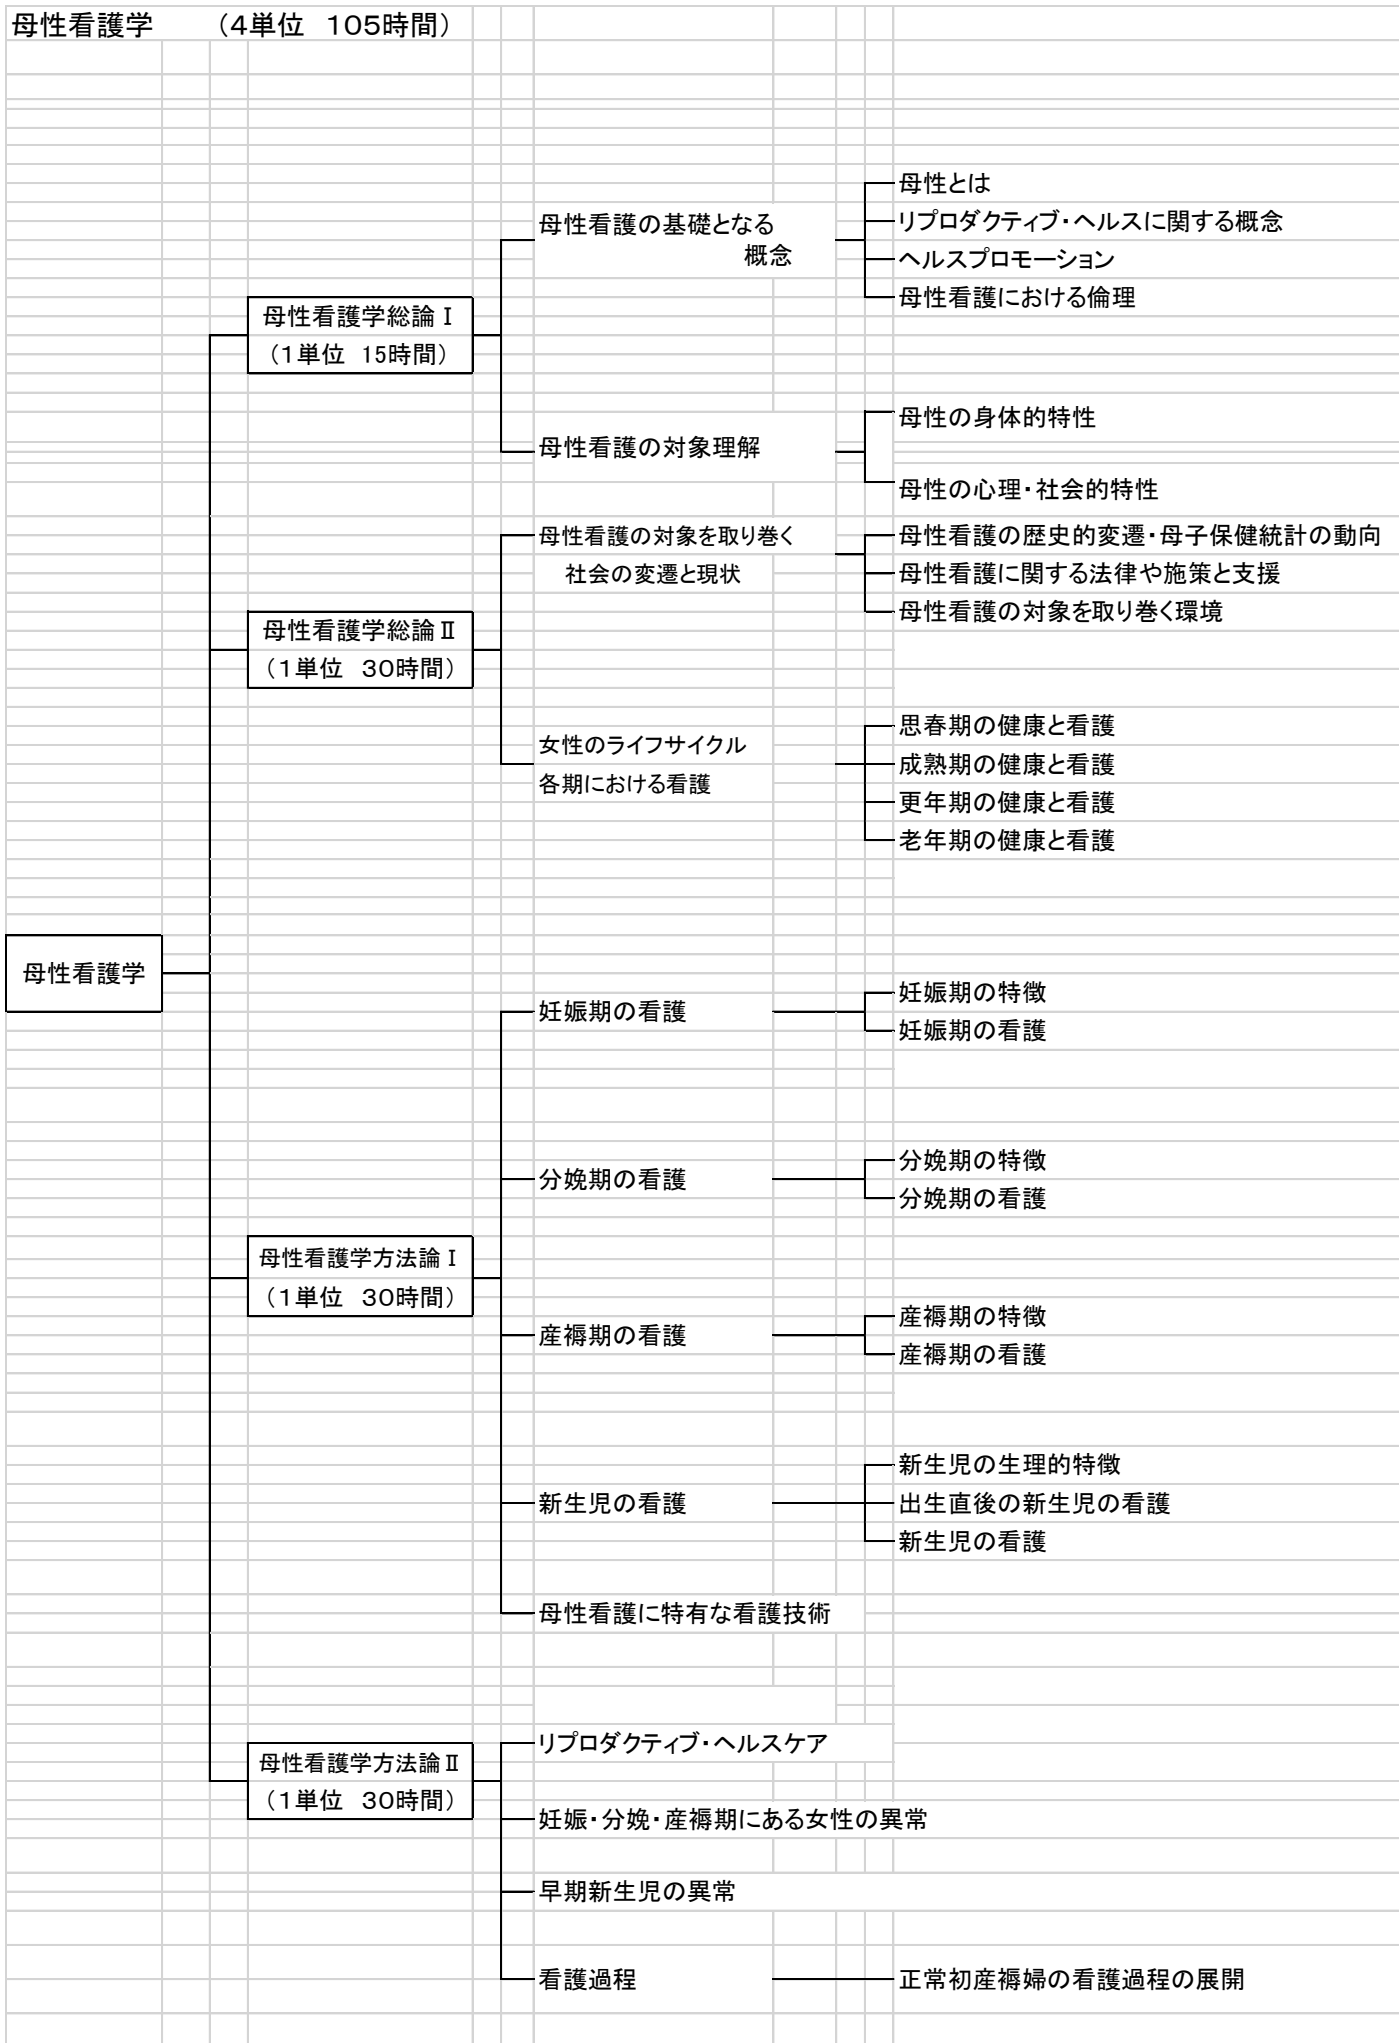 母性看護学　　（4単位　105時間）
母性とは
母性看護の基礎となる
リプロダクティブ・ヘルスに関する概念
概念
ヘルスプロモーション
母性看護における倫理
母性看護学総論Ⅰ
（1単位　15時間）
母性の身体的特性
母性看護の対象理解
母性の心理・社会的特性
母性看護の対象を取り巻く
母性看護の歴史的変遷・母子保健統計の動向
社会の変遷と現状
母性看護に関する法律や施策と支援
母性看護の対象を取り巻く環境
母性看護学総論Ⅱ
（1単位　30時間）
思春期の健康と看護
女性のライフサイクル
成熟期の健康と看護
各期における看護
更年期の健康と看護
老年期の健康と看護
母性看護学
妊娠期の特徴
妊娠期の看護
妊娠期の看護
分娩期の特徴
分娩期の看護
分娩期の看護
母性看護学方法論Ⅰ
（1単位　30時間）
産褥期の特徴
産褥期の看護
産褥期の看護
新生児の生理的特徴
新生児の看護
出生直後の新生児の看護
新生児の看護
母性看護に特有な看護技術
リプロダクティブ・ヘルスケア
母性看護学方法論Ⅱ
（1単位　30時間）
妊娠・分娩・産褥期にある女性の異常
早期新生児の異常
看護過程
正常初産褥婦の看護過程の展開